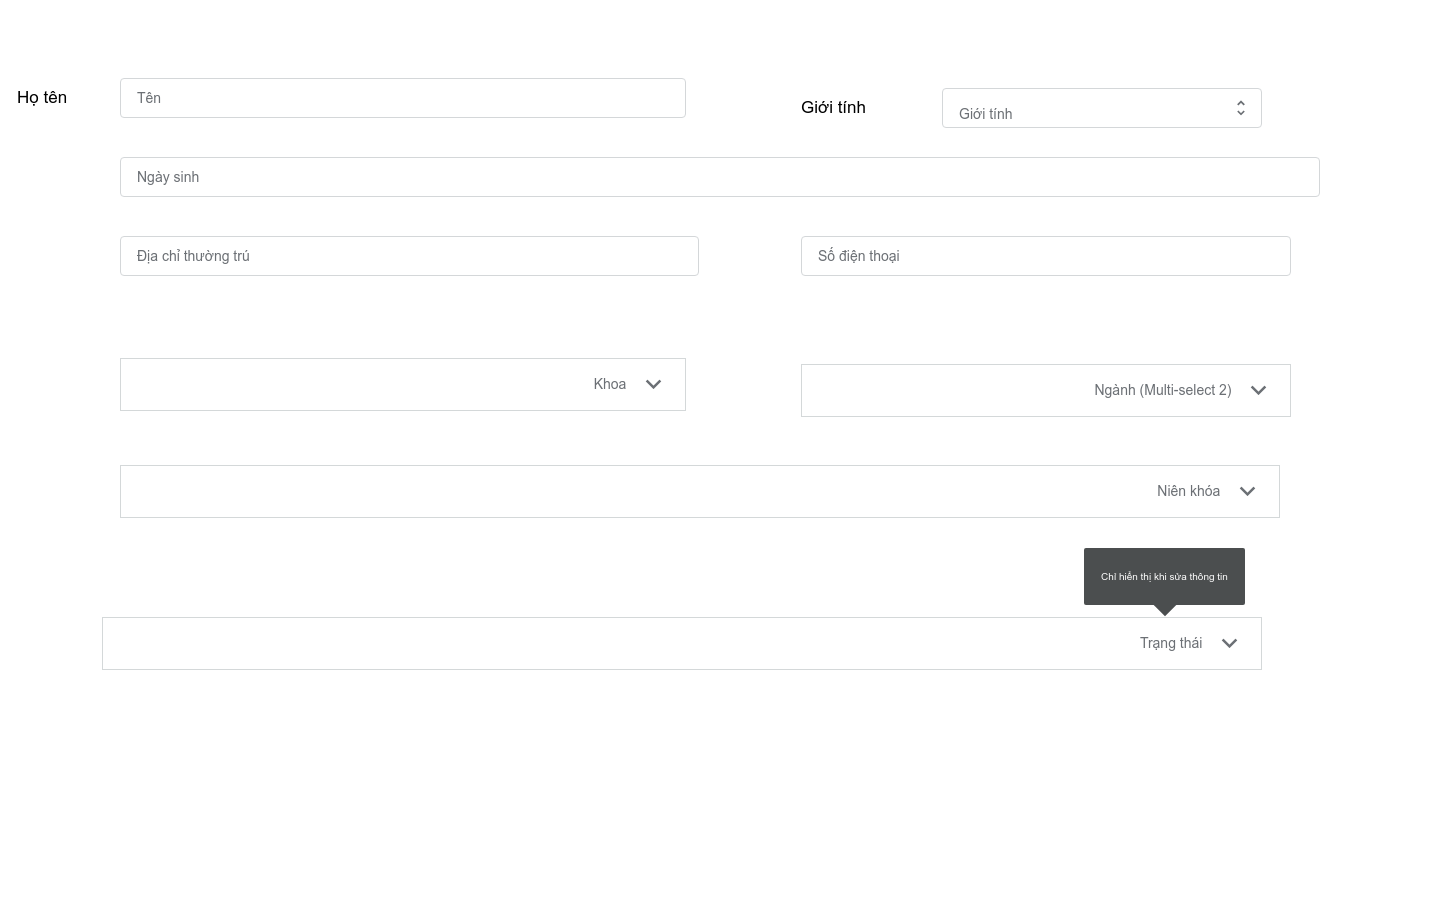 Họ tên
Tên
Giới tính
Giới tính
Ngày sinh
Địa chỉ thường trú
Số điện thoại
Khoa
Ngành (Multi-select 2)
Niên khóa
Chỉ hiển thị khi sửa thông tin
Trạng thái